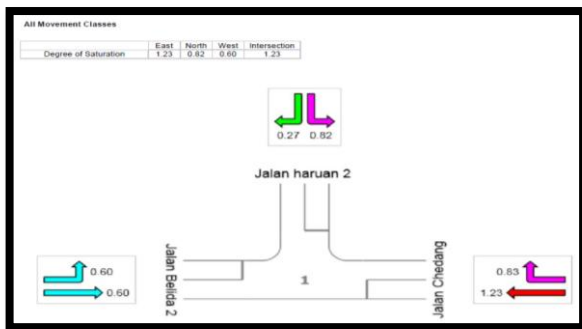 All Movement Classes
East North West Intersection
Degree of Saturation 1.23 0.82 0.60 1.23
0.27 0.82
Jalan haruan 2
Jalan Belida 2
0.60
0.60
1
Jalan Chepang
0.83
1.23